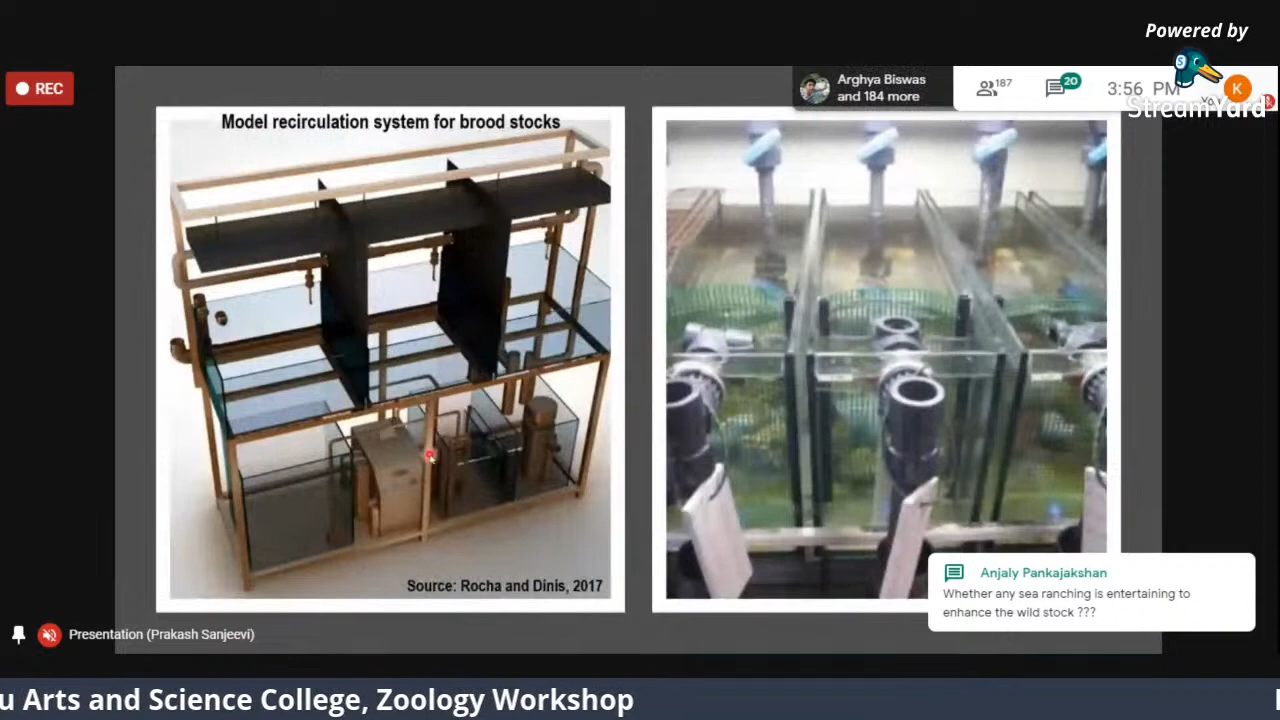 Powered by
StreamYard
REC
Arghya Biswas
and 184 more
187
20
3:56 PM
K
Model recirculation system for brood stocks
Source: Rocha and Dinis, 2017
Anjaly Pankajakshan
Whether any sea ranching is entertaining to
enhance the wild stock ???
Presentation (Prakash Sanjeevi)
u Arts and Science College, Zoology Workshop